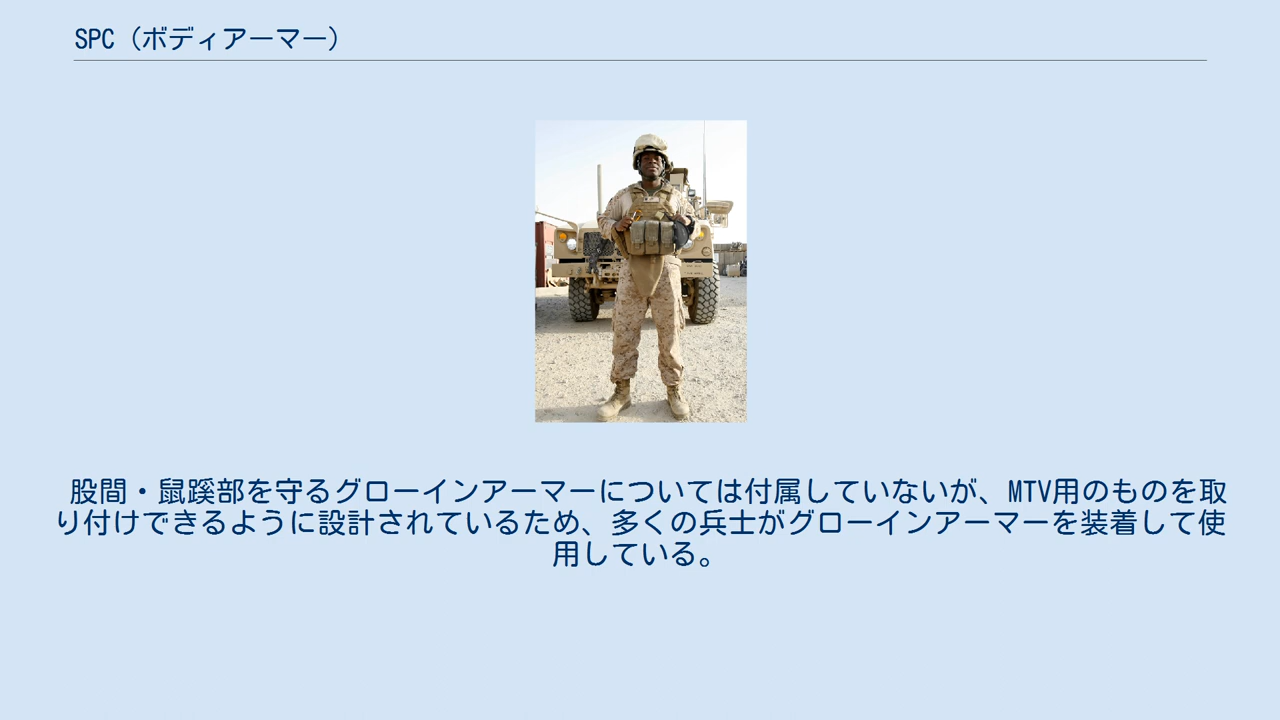 SPC（ボディアーマー）
股間・鼠蹊部を守るグローインアーマーについては付属していないが、MTV用のものを取
り付けできるように設計されているため、多くの兵士がグローインアーマーを装着して使
用している。